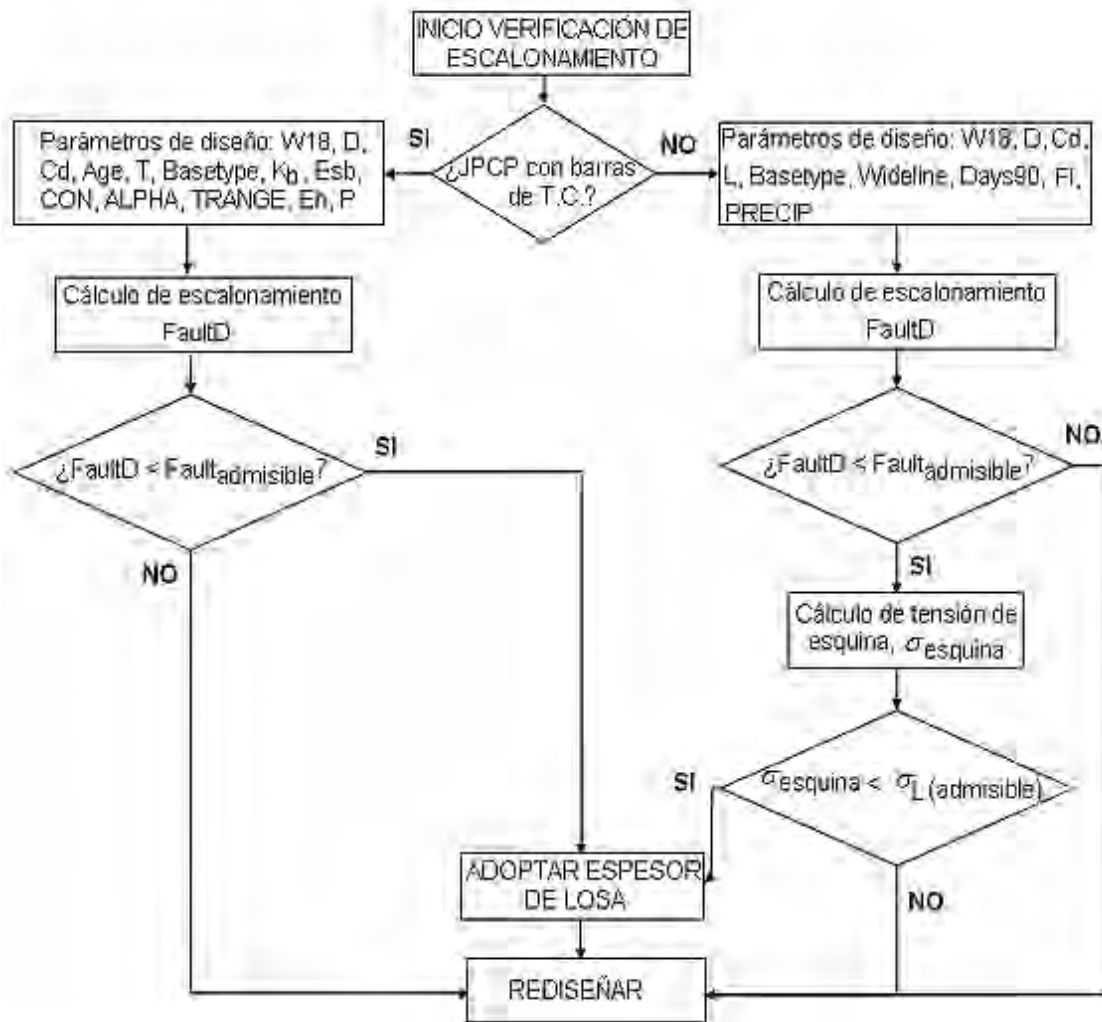 INICIO VERIFICACIÓN DE
ESCALONAMIENTO
SI
¿JPCP con barras
de T.C.?
NO
Parámetros de diseño: W18, D,
Cd, Age, T, Basetype, Kb, Esb,
CON, ALPHA, TRANGE, Eh, P
Parámetros de diseño: W18, D, Cd,
L, Basetype, Wideline, Days90, FI,
PRECIP
Cálculo de escalonamiento
FaultD
Cálculo de escalonamiento
FaultD
¿FaultD < Faultadmisible?
SI
NO
¿FaultD < Faultadmisible?
NO
SI
Cálculo de tensión de
esquina, σesquina
SI
σesquina < σL(admisible)
NO
ADOPTAR ESPESOR
DE LOSA
REDISEÑAR